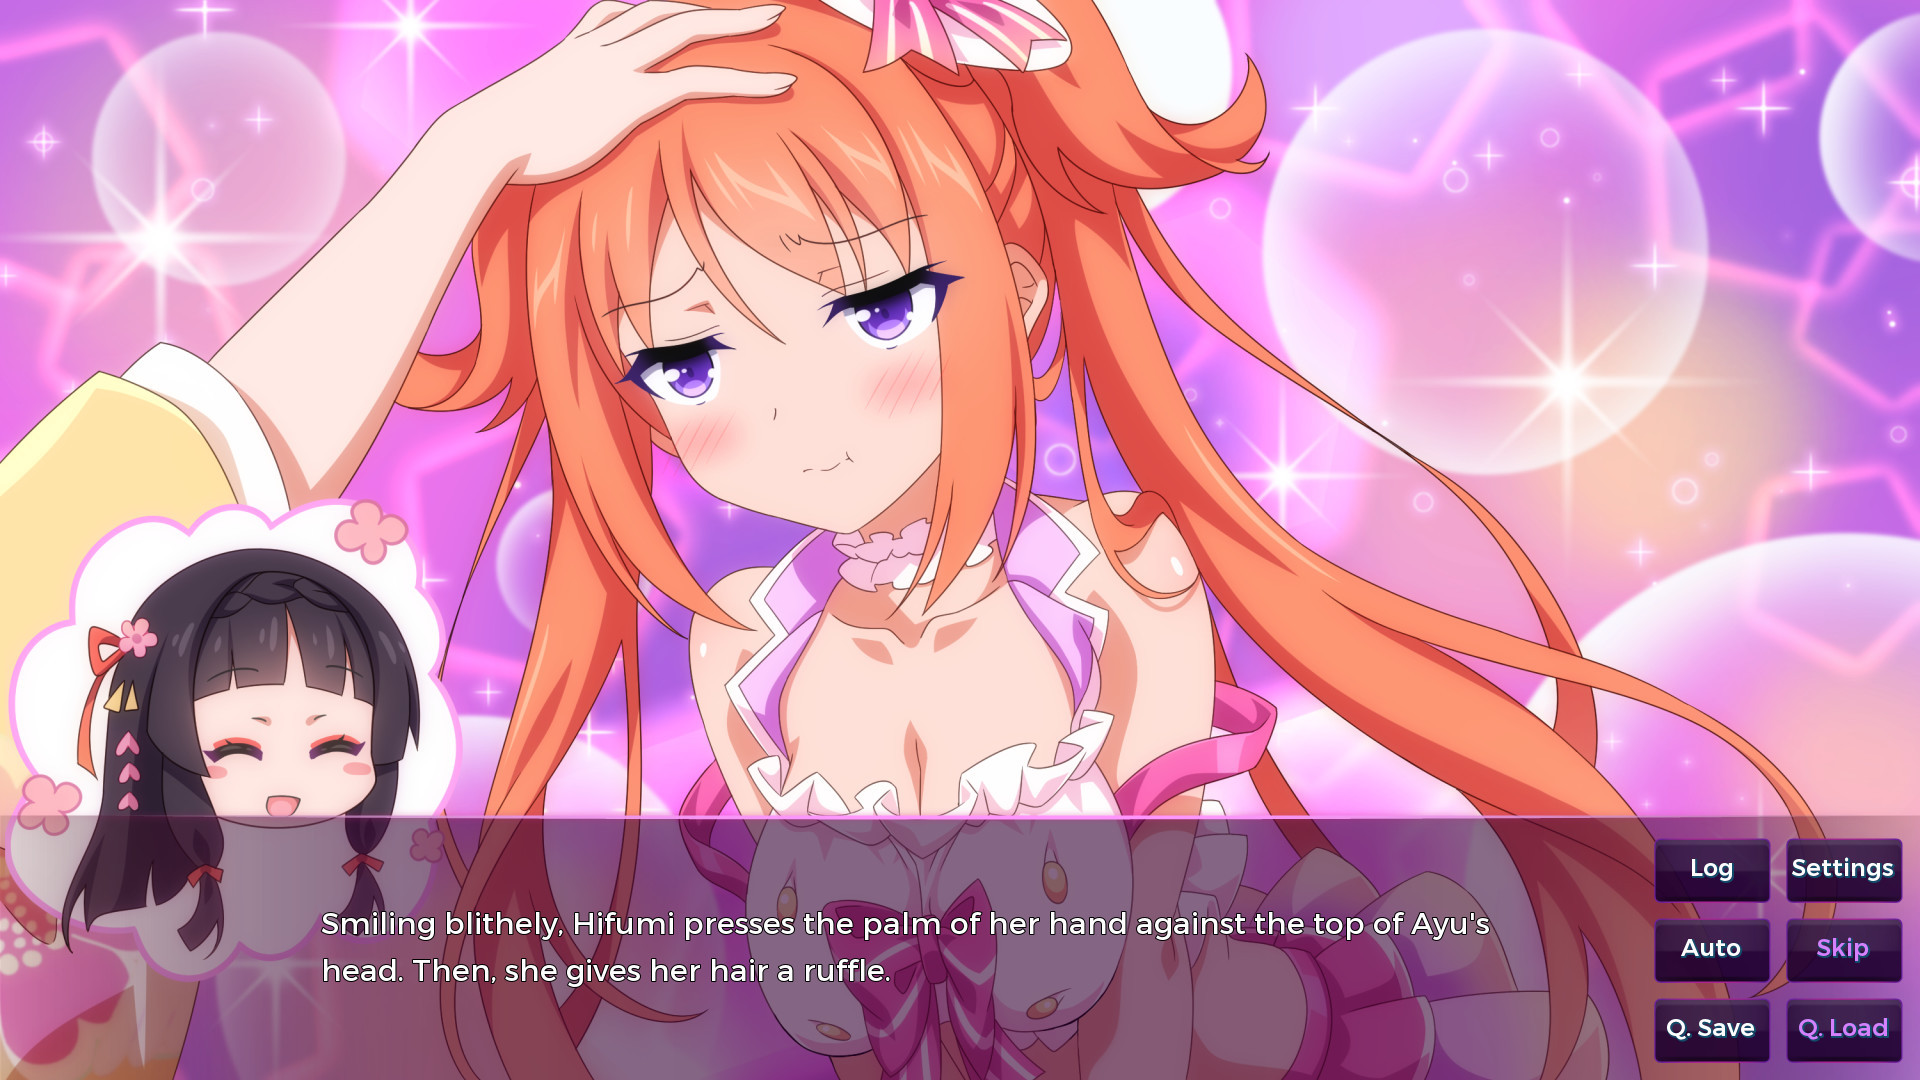 Smiling blithely, Hifumi presses the palm of her hand against the top of Ayu's
head. Then, she gives her hair a ruffle.
Log
Settings
Auto
Skip
Q. Save
Q. Load